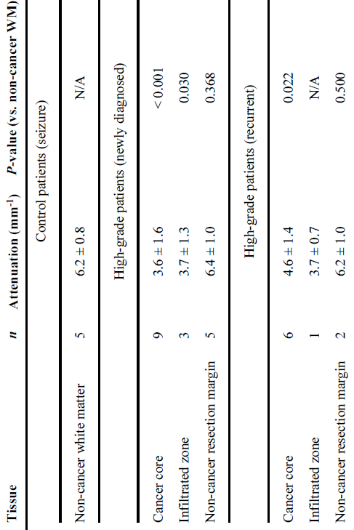 Tissue n Attenuation (mm⁻¹) P-value (vs. non-cancer WM)
Control patients (seizure)
Non-cancer white matter 5 6.2 ± 0.8 N/A
High-grade patients (newly diagnosed)
Cancer core 9 3.6 ± 1.6 < 0.001
Infiltrated zone 3 3.7 ± 1.3 0.030
Non-cancer resection margin 5 6.4 ± 1.0 0.368
High-grade patients (recurrent)
Cancer core 6 4.6 ± 1.4 0.022
Infiltrated zone 1 3.7 ± 0.7 N/A
Non-cancer resection margin 2 6.2 ± 1.0 0.500